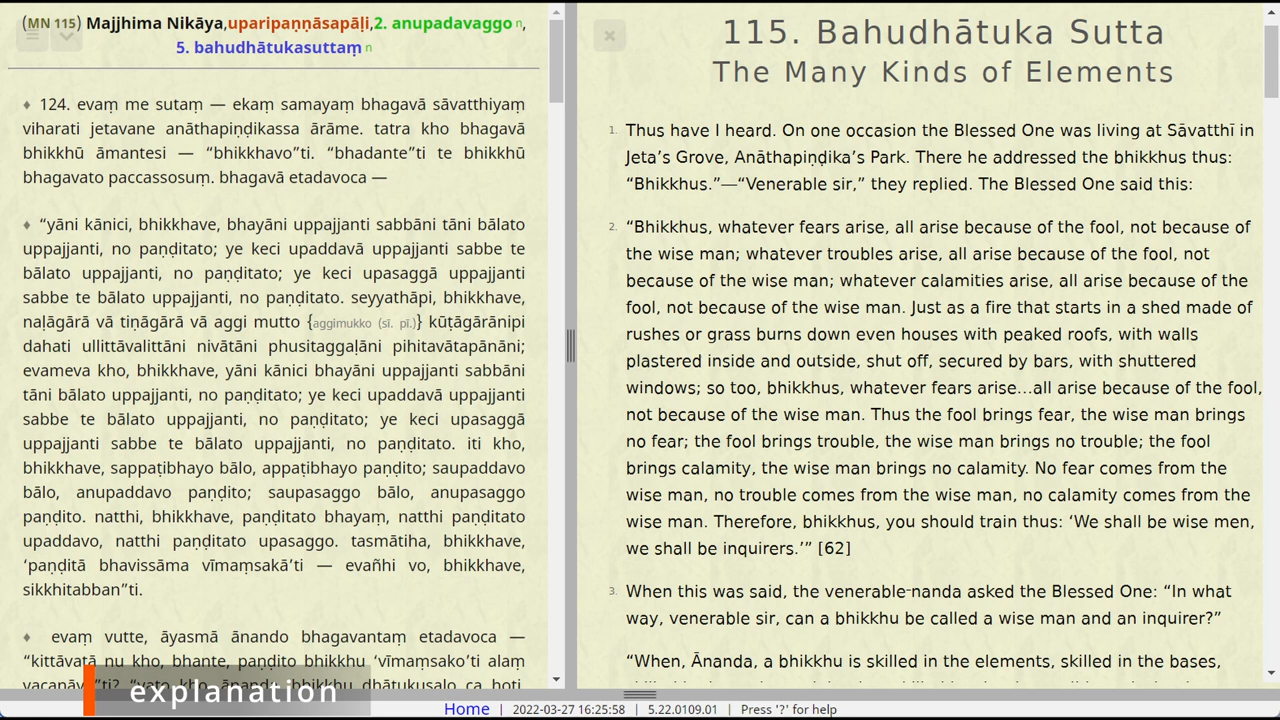 (MN 115) Majjhima Nikāya,uparipaṇṇāsapāḷi,2. anupadavaggo n,
5. bahudhātukasuttaṃ n
♦ 124. evaṃ me sutaṃ — ekaṃ samayaṃ bhagavā sāvatthiyaṃ
viharati jetavane anāthapiṇḍikassa ārāme. tatra kho bhagavā
bhikkhū āmantesi — “bhikkhavo”ti. “bhadante”ti te bhikkhū
bhagavato paccassosuṃ. bhagavā etadavoca —
♦ “yāni kānici, bhikkhave, bhayāni uppajjanti sabbāni tāni bālato
uppajjanti, no paṇḍitato; ye keci upaddavā uppajjanti sabbe te
bālato uppajjanti, no paṇḍitato; ye keci upasaggā uppajjanti
sabbe te bālato uppajjanti, no paṇḍitato. seyyathāpi, bhikkhave,
naḷāgārā vā tiṇāgārā vā aggi mutto {aggimukko (sī. pī.)} kūṭāgārānipi
dahati ullittāvalittāni nivātāni phusitaggaḷāni pihitavātapānāni;
evameva kho, bhikkhave, yāni kānici bhayāni uppajjanti sabbāni
tāni bālato uppajjanti, no paṇḍitato; ye keci upaddavā uppajjanti
sabbe te bālato uppajjanti, no paṇḍitato; ye keci upasaggā
uppajjanti sabbe te bālato uppajjanti, no paṇḍitato. iti kho,
bhikkhave, sappaṭibhayo bālo, appaṭibhayo paṇḍito; saupaddavo
bālo, anupaddavo paṇḍito; saupasaggo bālo, anupasaggo
paṇḍito. natthi, bhikkhave, paṇḍitato bhayaṃ, natthi paṇḍitato
upaddavo, natthi paṇḍitato upasaggo. tasmātiha, bhikkhave,
‘paṇḍitā bhavissāma vīmaṃsakā’ti — evañhi vo, bhikkhave,
sikkhitabban”ti.
♦ evaṃ vutte, āyasmā ānando bhagavantaṃ etadavoca —
“kittāvatā nu kho, bhante, paṇḍito bhikkhu ‘vīmaṃsako’ti alaṃ
115. Bahudhātuka Sutta
The Many Kinds of Elements
1. Thus have I heard. On one occasion the Blessed One was living at Sāvatthī in
Jeta’s Grove, Anāthapiṇḍika’s Park. There he addressed the bhikkhus thus:
“Bhikkhus.”—“Venerable sir,” they replied. The Blessed One said this:
2. “Bhikkhus, whatever fears arise, all arise because of the fool, not because of
the wise man; whatever troubles arise, all arise because of the fool, not
because of the wise man; whatever calamities arise, all arise because of the
fool, not because of the wise man. Just as a fire that starts in a shed made of
rushes or grass burns down even houses with peaked roofs, with walls
plastered inside and outside, shut off, secured by bars, with shuttered
windows; so too, bhikkhus, whatever fears arise…all arise because of the fool,
not because of the wise man. Thus the fool brings fear, the wise man brings
no fear; the fool brings trouble, the wise man brings no trouble; the fool
brings calamity, the wise man brings no calamity. No fear comes from the
wise man, no trouble comes from the wise man, no calamity comes from the
wise man. Therefore, bhikkhus, you should train thus: ‘We shall be wise men,
we shall be inquirers.’” [62]
3. When this was said, the venerable-nanda asked the Blessed One: “In what
way, venerable sir, can a bhikkhu be called a wise man and an inquirer?”
“When, Ānanda, a bhikkhu is skilled in the elements, skilled in the bases,
explanation
Home | 2022-03-27 16:25:58 | 5.22.0109.01 | Press '?' for help